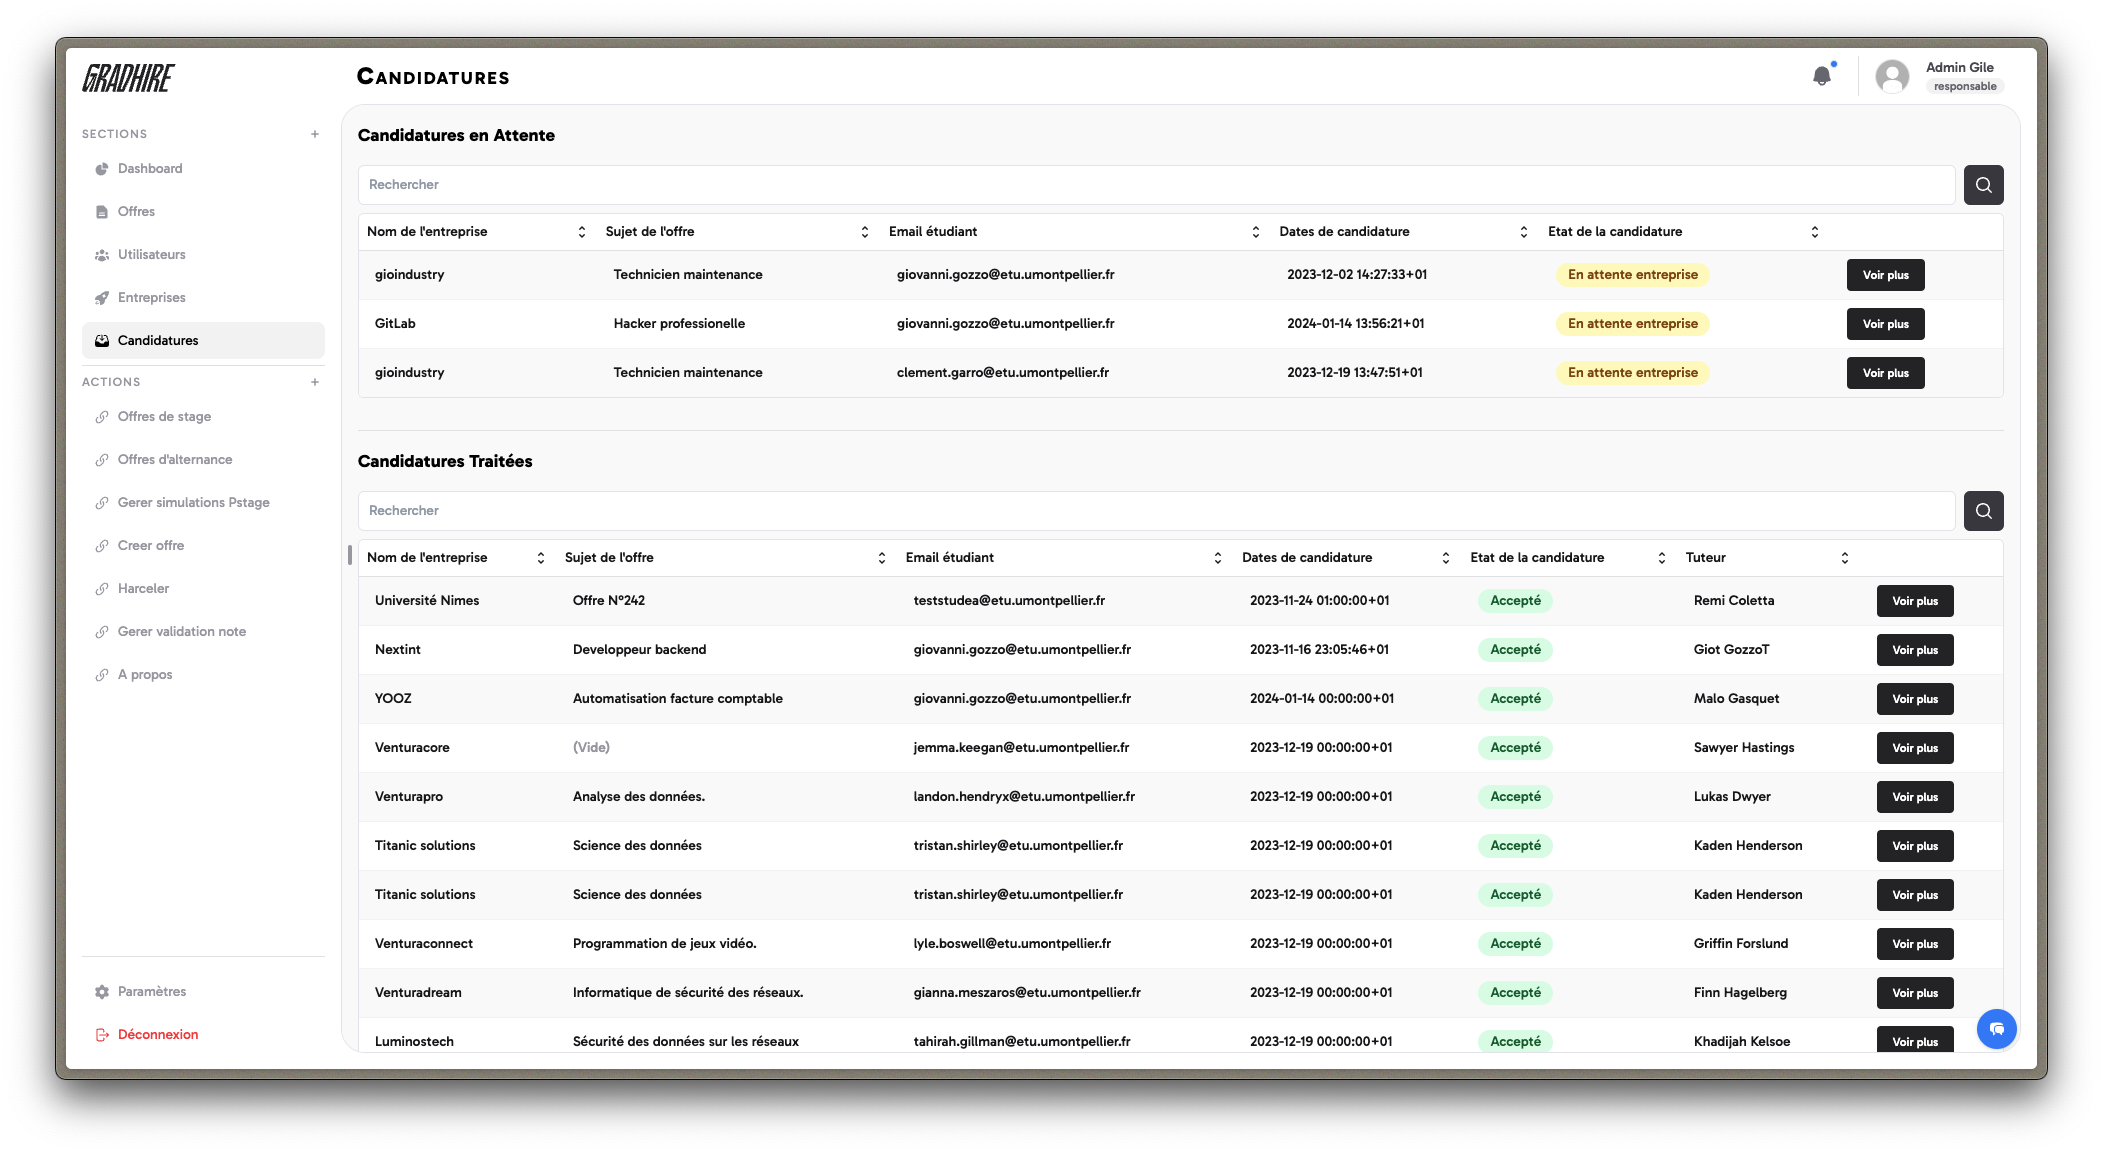 GRADHIRE
CANDIDATURES
Admin Gile
responsable
SECTIONS +
Dashboard
Offres
Utilisateurs
Entreprises
Candidatures
ACTIONS +
Offres de stage
Offres d'alternance
Gerer simulations Pstage
Creer offre
Harceler
Gerer validation note
A propos
Paramètres
Déconnexion
Candidatures en Attente
Rechercher
Nom de l'entreprise Sujet de l'offre Email étudiant Dates de candidature Etat de la candidature
gioindustry Technicien maintenance giovanni.gozzo@etu.umontpellier.fr 2023-12-02 14:27:33+01 En attente entreprise Voir plus
GitLab Hacker professionelle giovanni.gozzo@etu.umontpellier.fr 2024-01-14 13:56:21+01 En attente entreprise Voir plus
gioindustry Technicien maintenance clement.garro@etu.umontpellier.fr 2023-12-19 13:47:51+01 En attente entreprise Voir plus
Candidatures Traitées
Rechercher
Nom de l'entreprise Sujet de l'offre Email étudiant Dates de candidature Etat de la candidature Tuteur
Université Nimes Offre N°242 teststudea@etu.umontpellier.fr 2023-11-24 01:00:00+01 Accepté Remi Coletta Voir plus
Nextint Developpeur backend giovanni.gozzo@etu.umontpellier.fr 2023-11-16 23:05:46+01 Accepté Giot GozzoT Voir plus
YOOZ Automatisation facture comptable giovanni.gozzo@etu.umontpellier.fr 2024-01-14 00:00:00+01 Accepté Malo Gasquet Voir plus
Venturacore (Vide) jemma.keegan@etu.umontpellier.fr 2023-12-19 00:00:00+01 Accepté Sawyer Hastings Voir plus
Venturapro Analyse des données. landon.hendryx@etu.umontpellier.fr 2023-12-19 00:00:00+01 Accepté Lukas Dwyer Voir plus
Titanic solutions Science des données tristan.shirley@etu.umontpellier.fr 2023-12-19 00:00:00+01 Accepté Kaden Henderson Voir plus
Titanic solutions Science des données tristan.shirley@etu.umontpellier.fr 2023-12-19 00:00:00+01 Accepté Kaden Henderson Voir plus
Venturaconnect Programmation de jeux vidéo. lyle.boswell@etu.umontpellier.fr 2023-12-19 00:00:00+01 Accepté Griffin Forslund Voir plus
Venturadream Informatique de sécurité des réseaux. gianna.meszaros@etu.umontpellier.fr 2023-12-19 00:00:00+01 Accepté Finn Hagelberg Voir plus
Luminostech Sécurité des données sur les réseaux tahirah.gillman@etu.umontpellier.fr 2023-12-19 00:00:00+01 Accepté Khadijah Kelsoe Voir plus